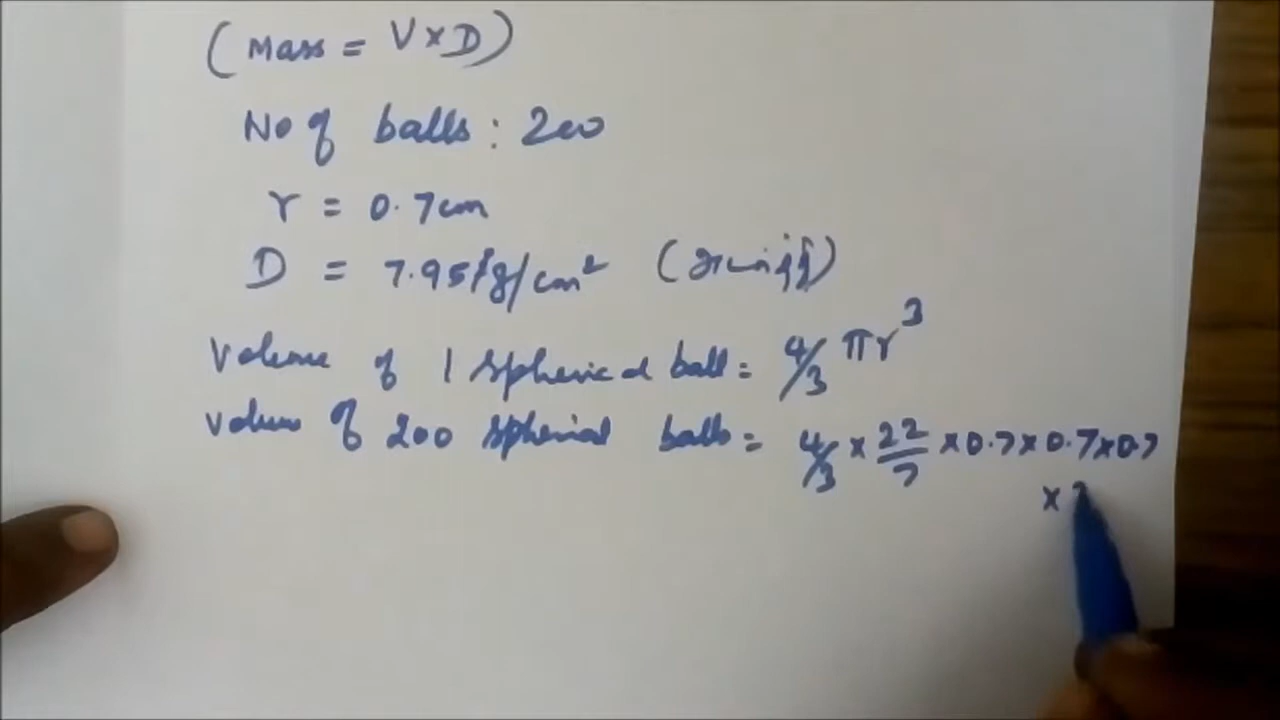 (Mass = V×D)
No of balls : 200
r = 0.7cm
D = 7.95 g/cm²
Volume of 1 spherical ball = 4/3 πr³
Volume of 200 spherical balls = 4/3 × 22/7 × 0.7 × 0.7 × 0.7
×